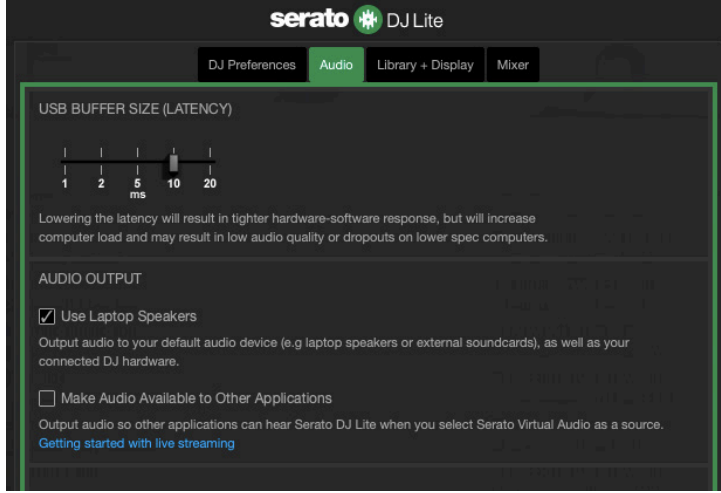 serato DJ Lite
DJ Preferences Audio Library + Display Mixer
USB BUFFER SIZE (LATENCY)
1 2 5 10 20
ms
Lowering the latency will result in tighter hardware-software response, but will increase
computer load and may result in low audio quality or dropouts on lower spec computers.
AUDIO OUTPUT
Use Laptop Speakers
Output audio to your default audio device (e.g laptop speakers or external soundcards), as well as your
connected DJ hardware.
Make Audio Available to Other Applications
Output audio so other applications can hear Serato DJ Lite when you select Serato Virtual Audio as a source.
Getting started with live streaming